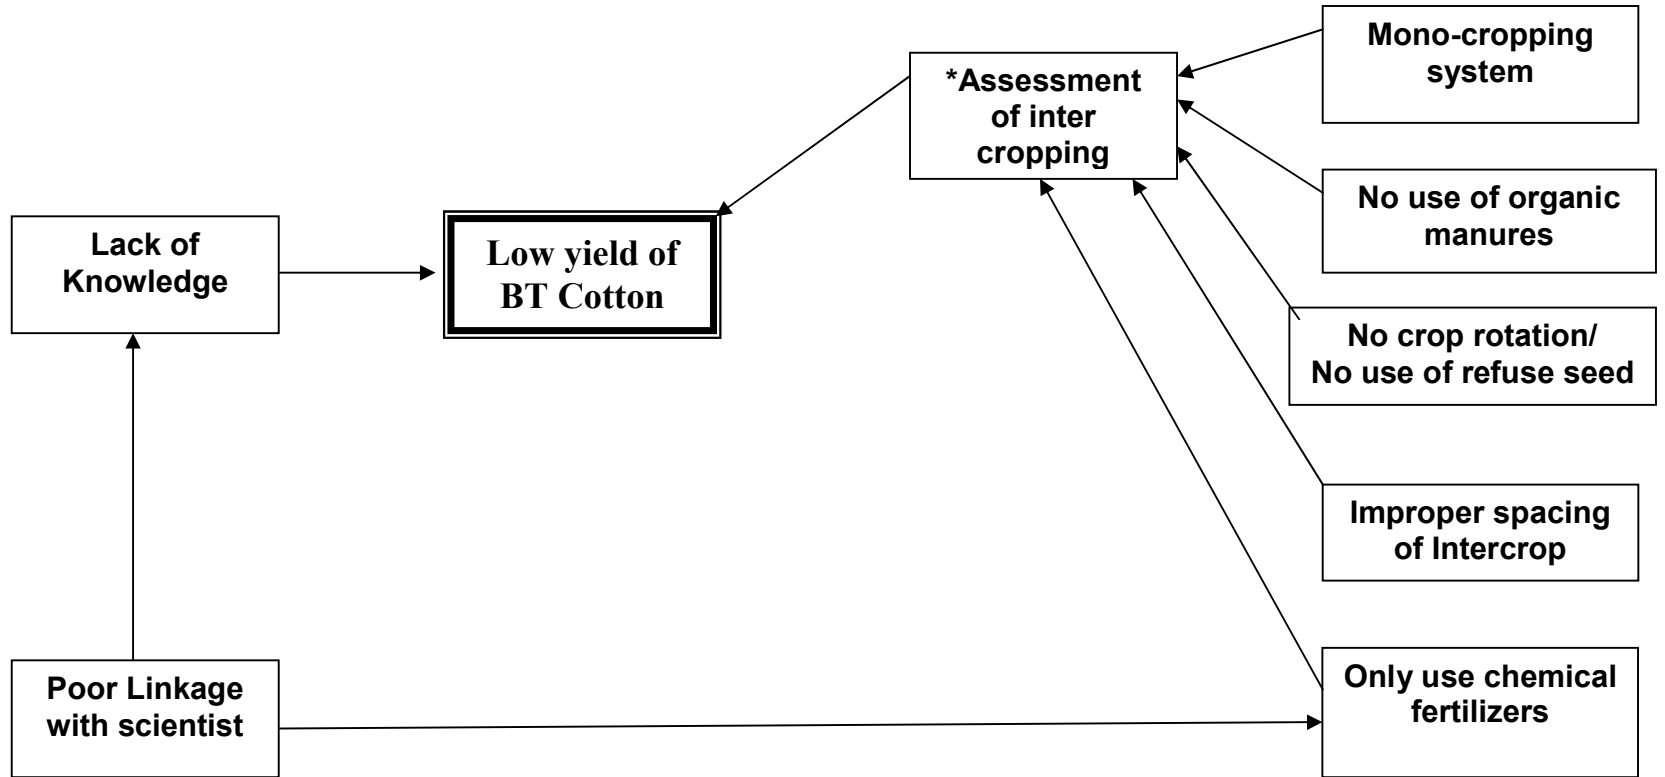 Mono-cropping
system
*Assessment
of inter
cropping
No use of organic
manures
Lack of
Knowledge
Low yield of
BT Cotton
No crop rotation/
No use of refuse seed
Improper spacing
of Intercrop
Poor Linkage
with scientist
Only use chemical
fertilizers